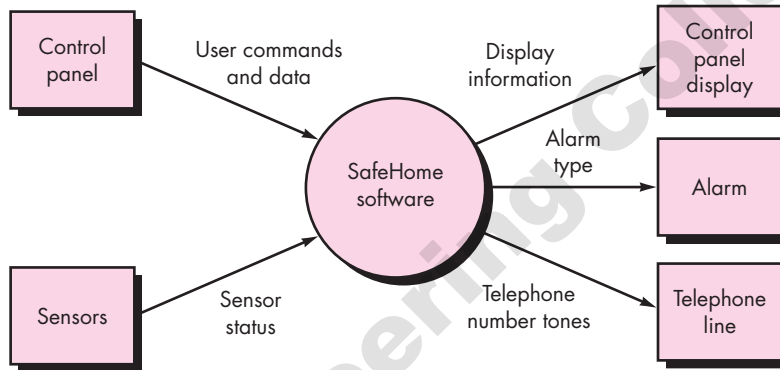 Control
panel
User commands
and data
Display
information
Control
panel
display
SafeHome
software
Alarm
type
Alarm
Sensors
Sensor
status
Telephone
number tones
Telephone
line